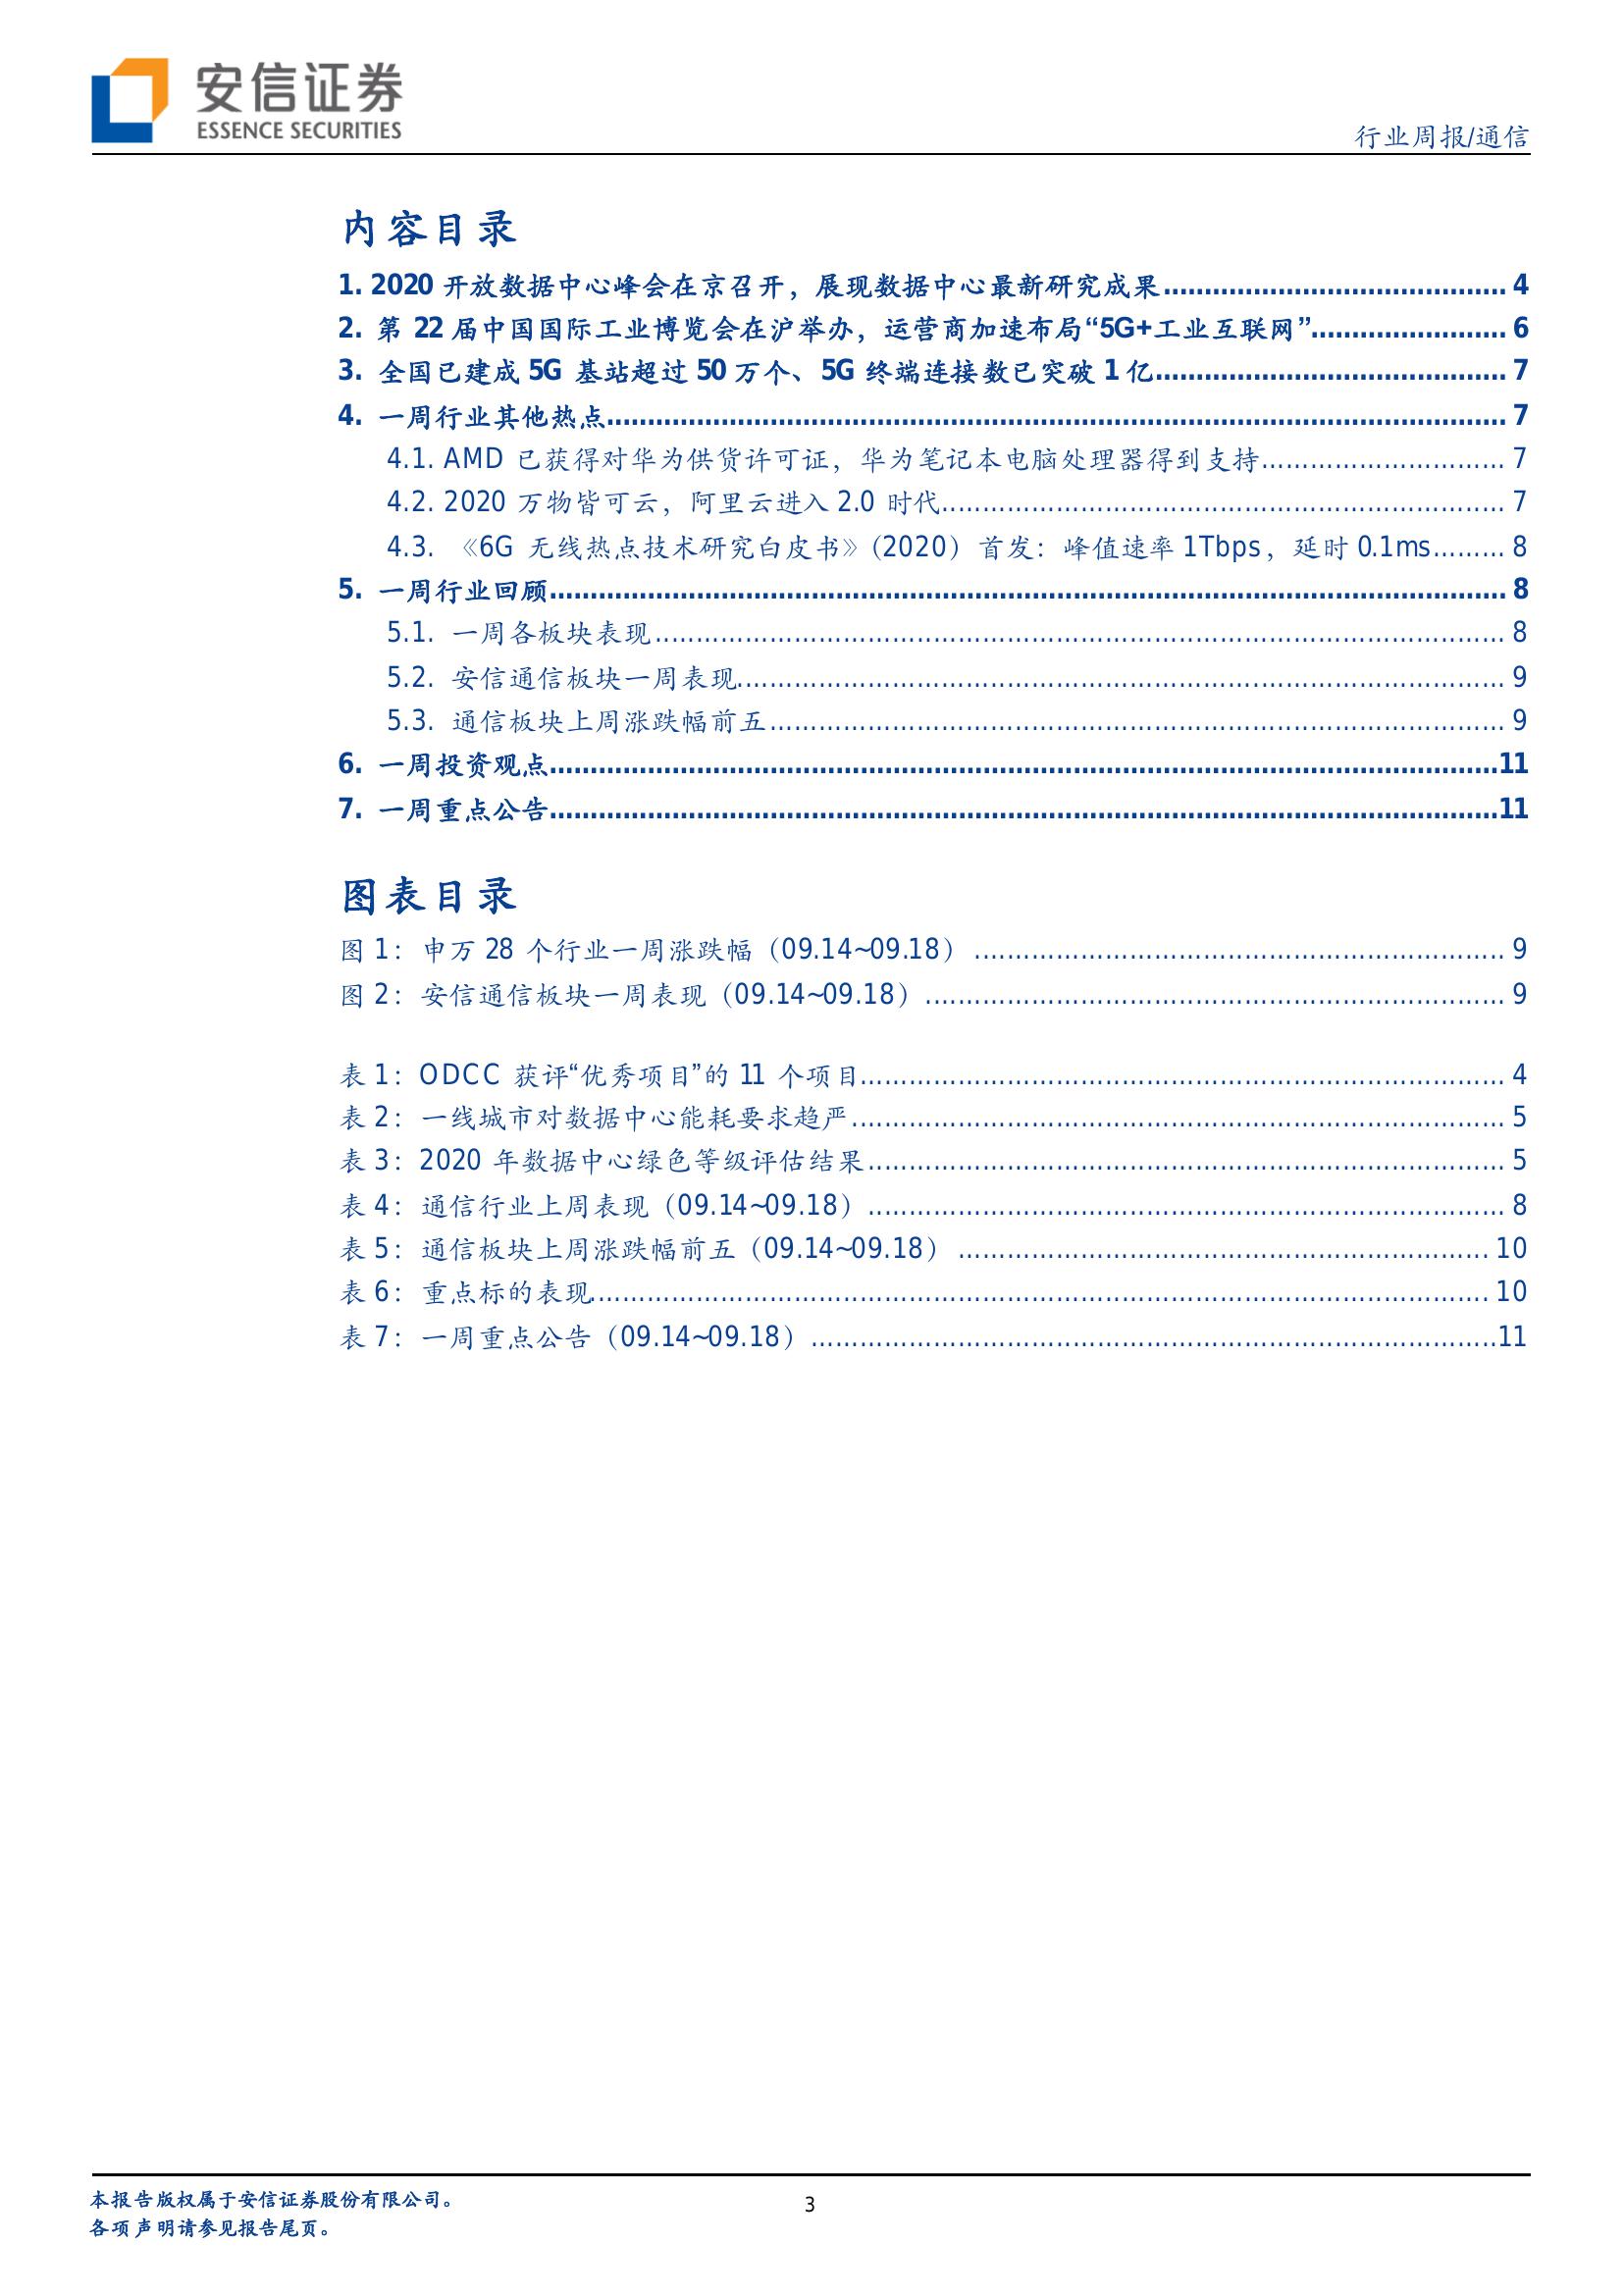 安信证券
ESSENCE SECURITIES
行业周报/通信
内容目录
1. 2020 开放数据中心峰会在京召开，展现数据中心最新研究成果 4
2. 第 22 届中国国际工业博览会在沪举办，运营商加速布局“5G+工业互联网” 6
3. 全国已建成 5G 基站超过 50 万个、5G 终端连接数已突破 1 亿 7
4. 一周行业其他热点 7
4.1. AMD 已获得对华为供货许可证，华为笔记本电脑处理器得到支持 7
4.2. 2020 万物皆可云，阿里云进入 2.0 时代 7
4.3. 《6G 无线热点技术研究白皮书》（2020）首发：峰值速率 1Tbps，延时 0.1ms 8
5. 一周行业回顾 8
5.1. 一周各板块表现 8
5.2. 安信通信板块一周表现 9
5.3. 通信板块上周涨跌幅前五 9
6. 一周投资观点 11
7. 一周重点公告 11
图表目录
图 1：申万 28 个行业一周涨跌幅（09.14~09.18） 9
图 2：安信通信板块一周表现（09.14~09.18） 9
表 1：ODCC 获评“优秀项目”的 11 个项目 4
表 2：一线城市对数据中心能耗要求趋严 5
表 3：2020 年数据中心绿色等级评估结果 5
表 4：通信行业上周表现（09.14~09.18） 8
表 5：通信板块上周涨跌幅前五（09.14~09.18） 10
表 6：重点标的表现 10
表 7：一周重点公告（09.14~09.18） 11
本报告版权属于安信证券股份有限公司。
3
各项声明请参见报告尾页。